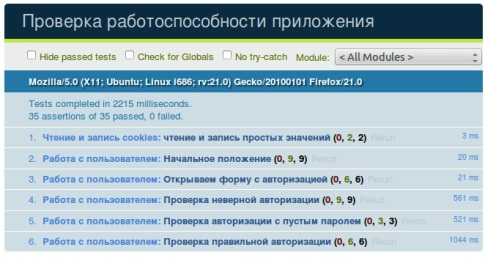 Проверка работоспособности приложения
Hide passed tests Check for Globals No try-catch Module: < All Modules >
Mozilla/5.0 (X11; Ubuntu; Linux i686; rv:21.0) Gecko/20100101 Firefox/21.0
Tests completed in 2215 milliseconds.
35 assertions of 35 passed, 0 failed.
1. Чтение и запись cookies: чтение и запись простых значений (0, 2, 2) Rerun 3 ms
2. Работа с пользователем: Начальное положение (0, 9, 9) Rerun 20 ms
3. Работа с пользователем: Открываем форму с авторизацией (0, 6, 6) Rerun 21 ms
4. Работа с пользователем: Проверка неверной авторизации (0, 9, 9) Rerun 561 ms
5. Работа с пользователем: Проверка авторизации с пустым паролем (0, 3, 3) Rerun 521 ms
6. Работа с пользователем: Проверка правильной авторизации (0, 6, 6) Rerun 1044 ms